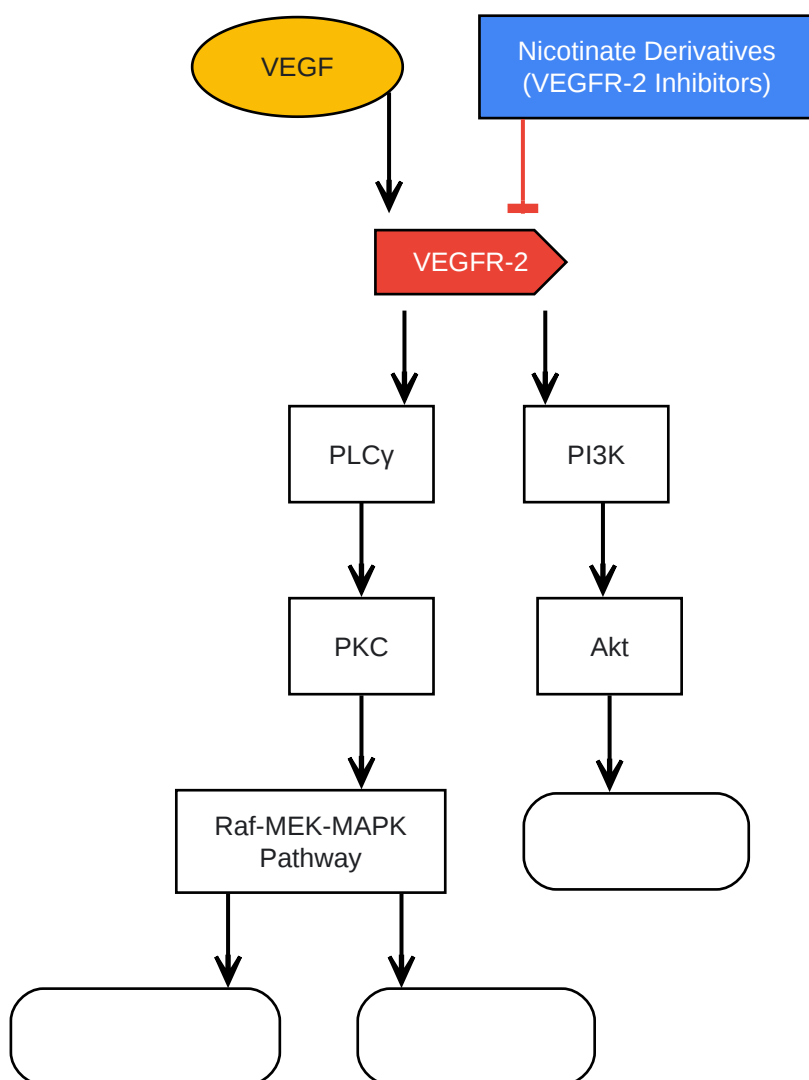 VEGF
Nicotinate Derivatives
(VEGFR-2 Inhibitors)
VEGFR-2
PLCγ
PI3K
PKC
Akt
Raf-MEK-MAPK
Pathway